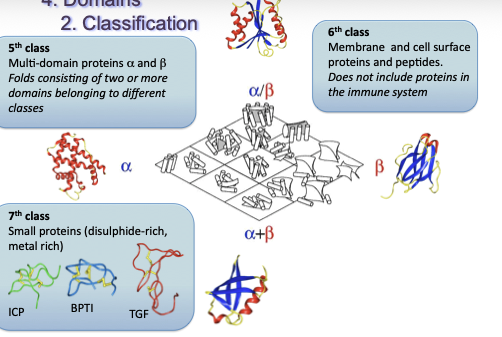 4. Domains
2. Classification
5th class
Multi-domain proteins α and β
Folds consisting of two or more
domains belonging to different
classes
6th class
Membrane and cell surface
proteins and peptides.
Does not include proteins in
the immune system
α/β
α
β
α+β
7th class
Small proteins (disulphide-rich,
metal rich)
ICP
BPTI
TGF